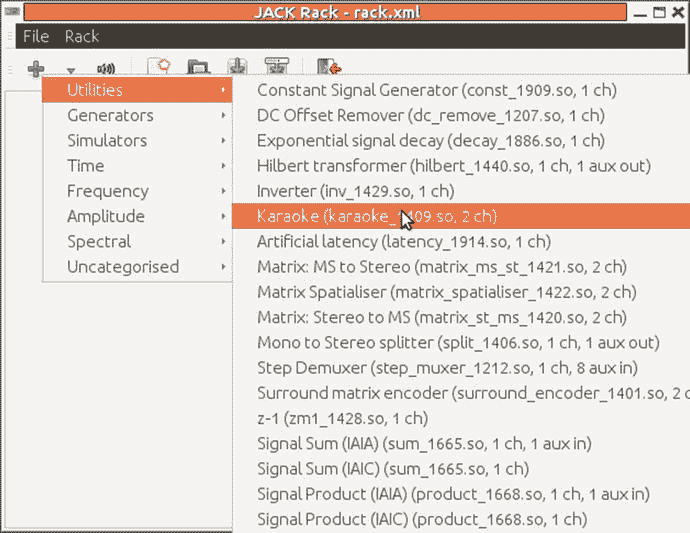 JACK Rack - rack.xml
File Rack
Utilities
Generators
Simulators
Time
Frequency
Amplitude
Spectral
Uncategorised
Constant Signal Generator (const_1909.so, 1 ch)
DC Offset Remover (dc_remove_1207.so, 1 ch)
Exponential signal decay (decay_1886.so, 1 ch)
Hilbert transformer (hilbert_1440.so, 1 ch, 1 aux out)
Inverter (inv_1429.so, 1 ch)
Karaoke (karaoke_1409.so, 2 ch)
Artificial latency (latency_1914.so, 1 ch)
Matrix: MS to Stereo (matrix_ms_st_1421.so, 2 ch)
Matrix Spatialiser (matrix_spatialiser_1422.so, 2 ch)
Matrix: Stereo to MS (matrix_st_ms_1420.so, 2 ch)
Mono to Stereo splitter (split_1406.so, 1 ch, 1 aux out)
Step Demuxer (step_muxer_1212.so, 1 ch, 8 aux in)
Surround matrix encoder (surround_encoder_1401.so, 2 c
z-1 (zm1_1428.so, 1 ch)
Signal Sum (IAIA) (sum_1665.so, 1 ch, 1 aux in)
Signal Sum (IAIC) (sum_1665.so, 1 ch)
Signal Product (IAIA) (product_1668.so, 1 ch, 1 aux in)
Signal Product (IAIC) (product_1668.so, 1 ch)